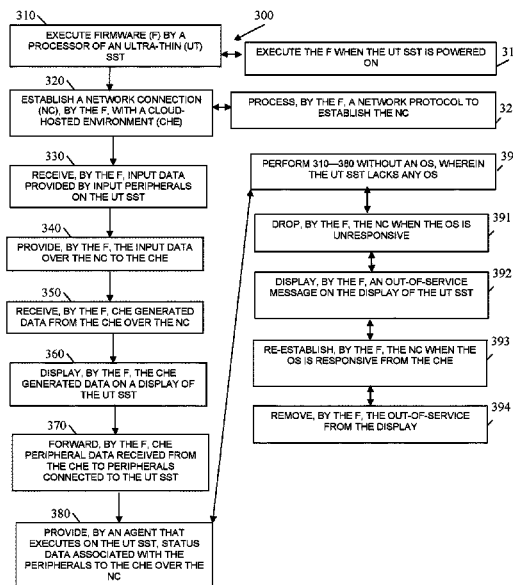 310
300
EXECUTE FIRMWARE (F) BY A
PROCESSOR OF AN ULTRA-THIN (UT)
SST
31
EXECUTE THE F WHEN THE UT SST IS POWERED
ON
320
ESTABLISH A NETWORK CONNECTION
(NC), BY THE F, WITH A CLOUD-
HOSTED ENVIRONMENT (CHE)
PROCESS, BY THE F, A NETWORK PROTOCOL TO
ESTABLISH THE NC
32
330
RECEIVE, BY THE F, INPUT DATA
PROVIDED BY INPUT PERIPHERALS
ON THE UT SST
340
PROVIDE, BY THE F, THE INPUT DATA
OVER THE NC TO THE CHE
350
RECEIVE, BY THE F, CHE GENERATED
DATA FROM THE CHE OVER THE NC
360
DISPLAY, BY THE F, THE CHE
GENERATED DATA ON A DISPLAY OF
THE UT SST
370
FORWARD, BY THE F, CHE
PERIPHERAL DATA RECEIVED FROM
THE CHE TO PERIPHERALS
CONNECTED TO THE UT SST
380
PROVIDE, BY AN AGENT THAT
EXECUTES ON THE UT SST, STATUS
DATA ASSOCIATED WITH THE
PERIPHERALS TO THE CHE OVER THE
NC
39
PERFORM 310—380 WITHOUT AN OS, WHEREIN
THE UT SST LACKS ANY OS
DROP, BY THE F, THE NC WHEN THE OS IS
UNRESPONSIVE
391
DISPLAY, BY THE F, AN OUT-OF-SERVICE
MESSAGE ON THE DISPLAY OF THE UT SST
392
RE-ESTABLISH, BY THE F, THE NC WHEN THE
OS IS RESPONSIVE FROM THE CHE
393
REMOVE, BY THE F, THE OUT-OF-SERVICE
FROM THE DISPLAY
394